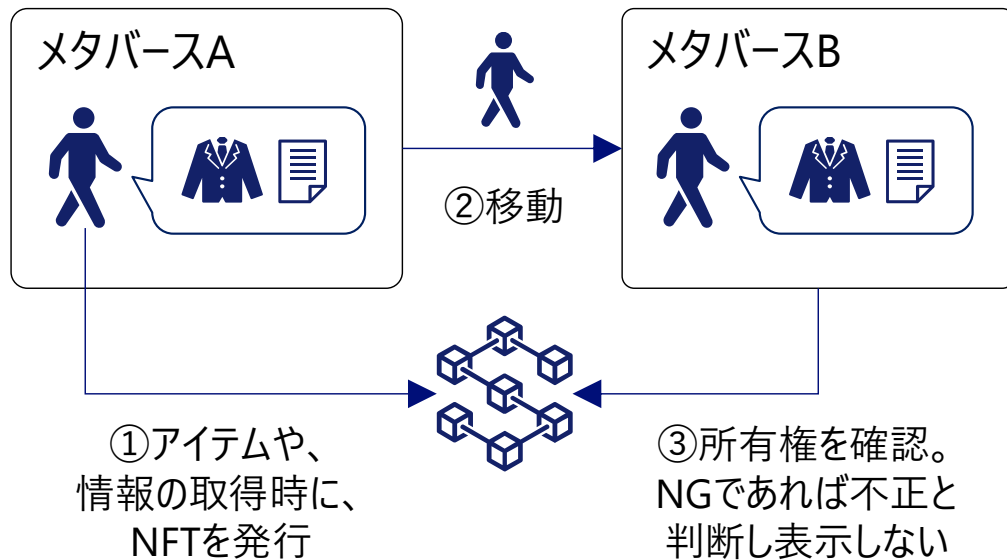 メタバースA
メタバースB
②移動
①アイテムや、
情報の取得時に、
NFTを発行
③所有権を確認。
NGであれば不正と
判断し表示しない